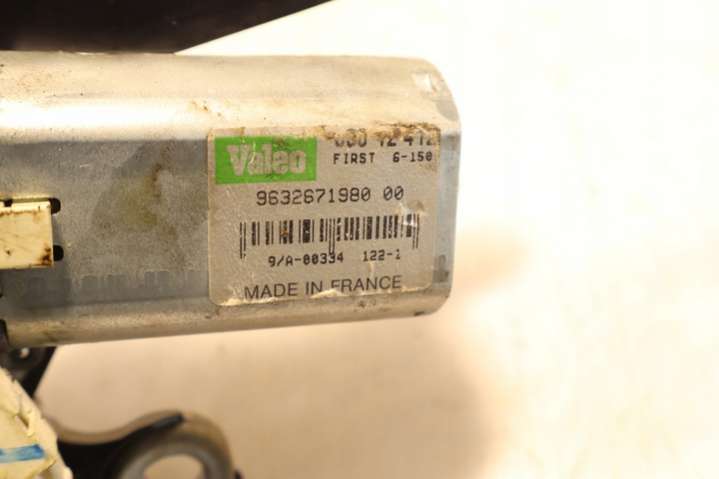 Valeo
FIRST 6-150
9632671980 00
9/A-00334 122-1
MADE IN FRANCE